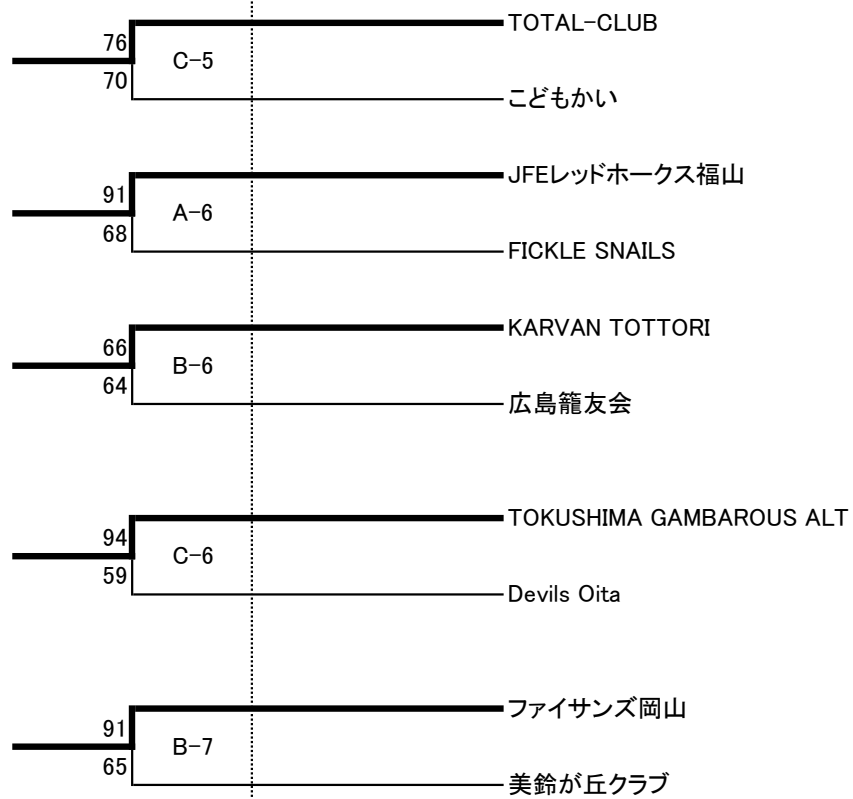 TOTAL-CLUB
76
C-5
70
こどもかい
JFEレッドホークス福山
91
A-6
68
FICKLE SNAILS
KARVAN TOTTORI
66
B-6
64
広島籠友会
TOKUSHIMA GAMBAROUS ALT
94
C-6
59
Devils Oita
ファイサンズ岡山
91
B-7
65
美鈴が丘クラブ